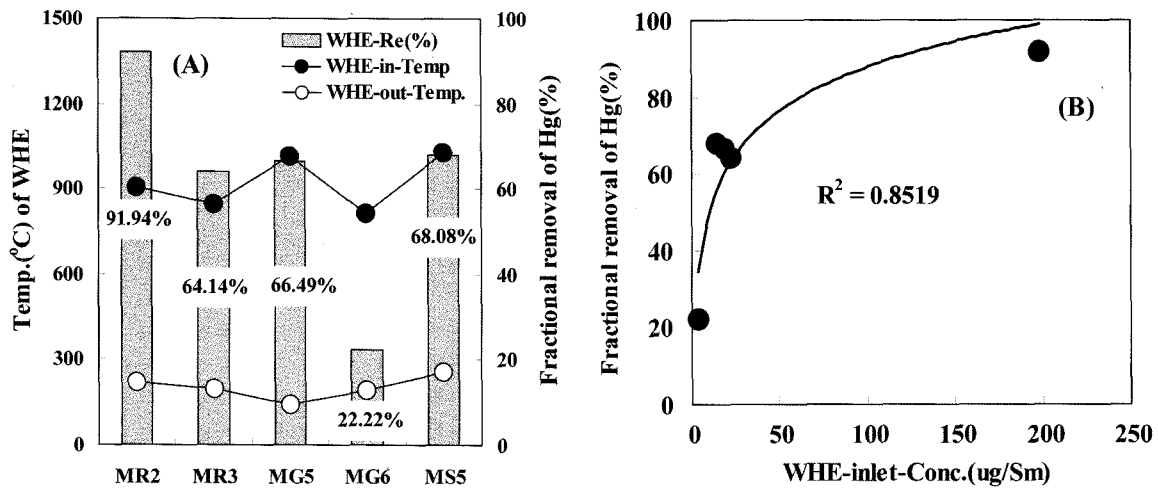 Temp.(°C) of WHE
1500
1200
900
600
300
0
(A)
WHE-Re(%)
WHE-in-Temp
WHE-out-Temp.
91.94%
64.14%
66.49%
22.22%
68.08%
MR2 MR3 MG5 MG6 MS5
100
80
60
40
20
0
Fractional removal of Hg(%)
Fractional removal of Hg(%)
100
80
60
40
20
0
(B)
R² = 0.8519
0 50 100 150 200 250
WHE-inlet-Conc.(ug/Sm)